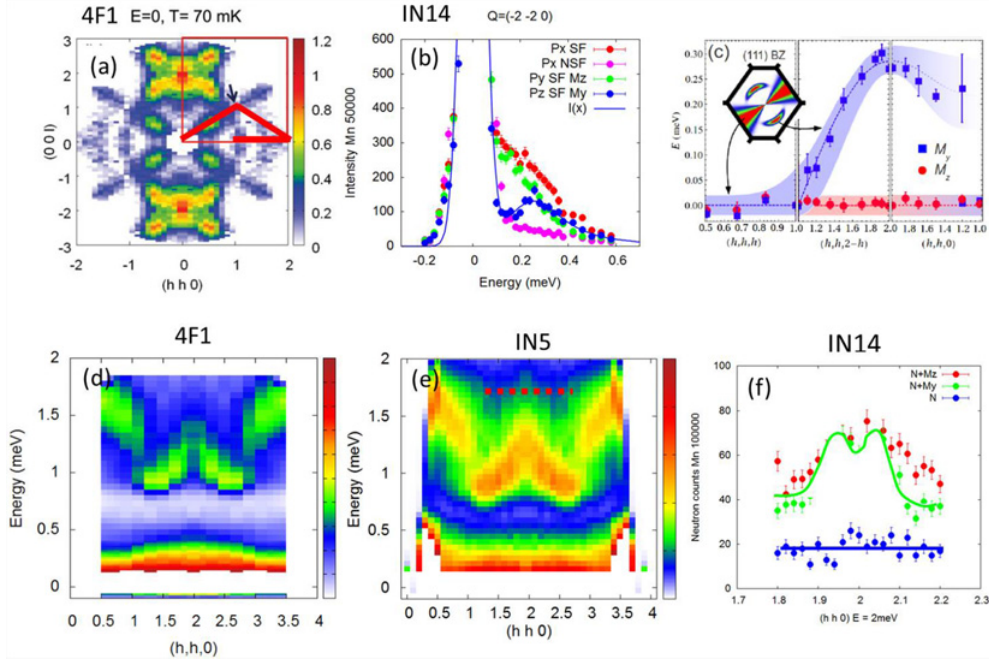 4F1
E=0, T= 70 mK
(a)
3
2
1
0
-1
-2
-3
(0 0 l)
-2 -1 0 1 2
(h h 0)
1.2
1
0.8
0.6
0.4
0.2
0
IN14
Q=(-2 -2 0)
(b)
Px SF
Px NSF
Py SF Mz
Pz SF My
I(x)
600
500
400
300
200
100
0
Intensity Mn 50000
-0.2 0 0.2 0.4 0.6
Energy (meV)
(c)
(111) BZ
0.30
0.25
0.20
0.15
0.10
0.05
0.00
E (meV)
My
Mz
0.5 0.6 0.7 0.8 0.9 1.0 1.2 1.4 1.6 1.8 2.0 1.8 1.6 1.4 1.2 1.0
(h,h,h)
(h,h,2-h)
(h,h,0)
4F1
(d)
2
1.5
1
0.5
0
Energy (meV)
0 0.5 1 1.5 2 2.5 3 3.5 4
(h,h,0)
IN5
(e)
2
1.5
1
0.5
0
Energy (meV)
0 0.5 1 1.5 2 2.5 3 3.5 4
(h h 0)
IN14
(f)
N+Mz
N+My
N
100
80
60
40
20
0
Neutron counts Mn 100000
1.7 1.8 1.9 2 2.1 2.2 2.3
(h h 0) E = 2meV